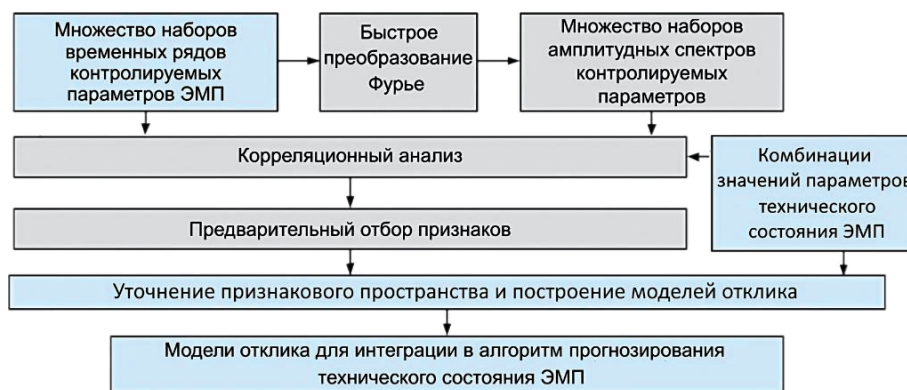 Множество наборов
временных рядов
контролируемых
параметров ЭМП
Быстрое
преобразование
Фурье
Множество наборов
амплитудных спектров
контролируемых
параметров
Корреляционный анализ
Комбинации
значений параметров
технического
состояния ЭМП
Предварительный отбор признаков
Уточнение признакового пространства и построение моделей отклика
Модели отклика для интеграции в алгоритм прогнозирования
технического состояния ЭМП